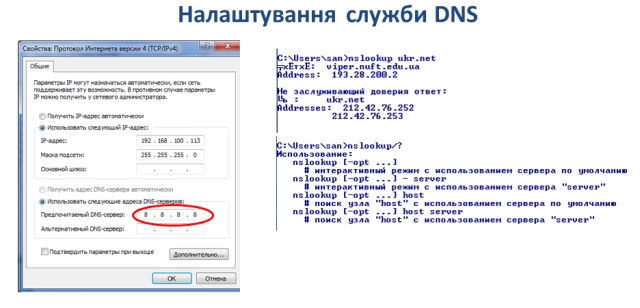 Налаштування служби DNS
Свойства: Протокол Интернета версии 4 (TCP/IPv4)
Общие
Параметры IP могут назначаться автоматически, если сеть
поддерживает эту возможность. В противном случае параметры
IP можно получить у сетевого администратора.
Получить IP-адрес автоматически
Использовать следующий IP-адрес:
IP-адрес: 192 . 168 . 100 . 113
Маска подсети: 255 . 255 . 255 . 0
Основной шлюз: . . .
Получить адрес DNS-сервера автоматически
Использовать следующие адреса DNS-серверов:
Предпочитаемый DNS-сервер: 8 . 8 . 8 . 8
Альтернативный DNS-сервер: . . .
Подтвердить параметры при выходе
Дополнительно...
ОК Отмена
C:\Users\san>nslookup ukr.net
viper.nuft.edu.ua
Address: 193.28.200.2
Не заслуживающий доверия ответ:
ukr.net
Addresses: 212.42.76.252
212.42.76.253
C:\Users\san>nslookup/?
Использование:
nslookup [-opt ...]
# интерактивный режим с использованием сервера по умолчанию
nslookup [-opt ...] - server
# интерактивный режим с использованием сервера "server"
nslookup [-opt ...] host
# поиск узла "host" с использованием сервера по умолчанию
nslookup [-opt ...] host server
# поиск узла "host" с использованием сервера "server"